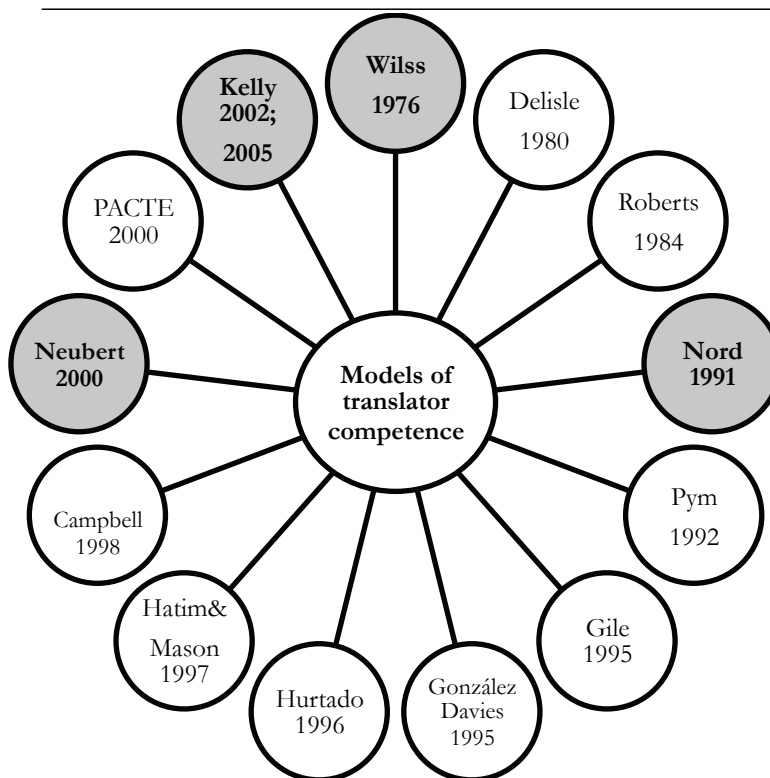 Wilss
1976
Delisle
1980
Roberts
1984
Nord
1991
Pym
1992
Gile
1995
González
Davies
1995
Hurtado
1996
Hatim&
Mason
1997
Campbell
1998
Neubert
2000
PACTE
2000
Kelly
2002;
2005
Models of
translator
competence